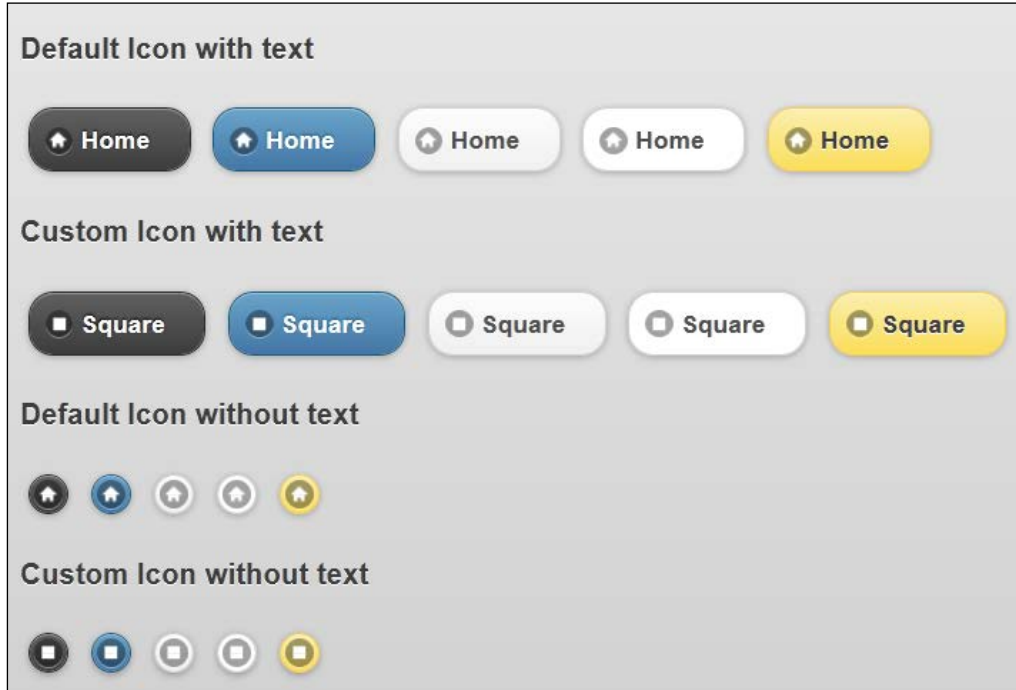 Default Icon with text
Home Home Home Home Home
Custom Icon with text
Square Square Square Square Square
Default Icon without text
Custom Icon without text